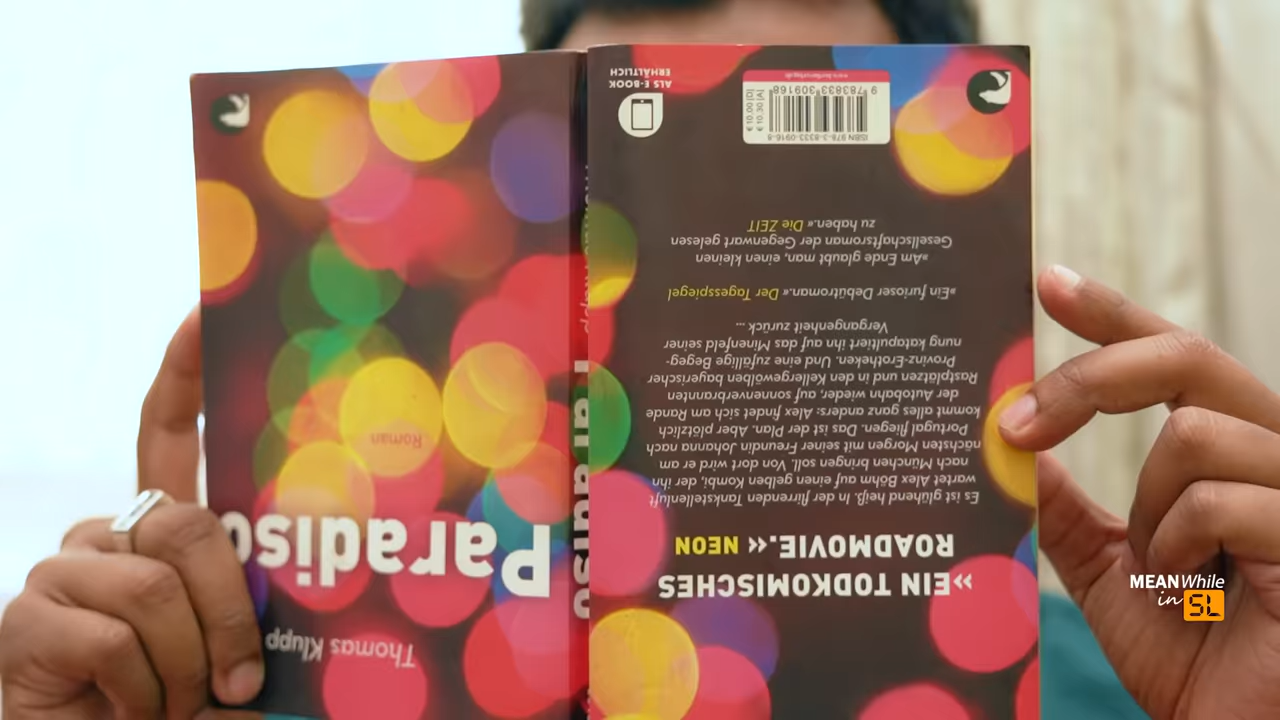 Thomas Klupp
Paradiso
Roman
Paradiso
»EIN TODKOMISCHES
ROADMOVIE.« NEON
Es ist glühend heiß. In der flirrenden Tankstellenluft
wartet Alex Böhm auf einen gelben Kombi, der ihn
nach München bringen soll. Von dort wird er am
nächsten Morgen mit seiner Freundin Johanna nach
Portugal fliegen. Das ist der Plan. Aber plötzlich
kommt alles ganz anders: Alex findet sich am Rande
der Autobahn wieder, auf sonnenverbrannten
Rastplätzen und in den Kellergewölben bayerischer
Provinz-Erotheken. Und eine zufällige Begeg-
nung katapultiert ihn auf das Minenfeld seiner
Vergangenheit zurück ...
»Ein furioser Debütroman.« Der Tagesspiegel
»Am Ende glaubt man, einen kleinen
Gesellschaftsroman der Gegenwart gelesen
zu haben.« Die ZEIT
ISBN 978-3-8333-0916-8
9 783833 309168
€ 10,00 [D]
€ 10,30 [A]
ALS E-BOOK
ERHÄLTLICH
MEANWhile
in SL